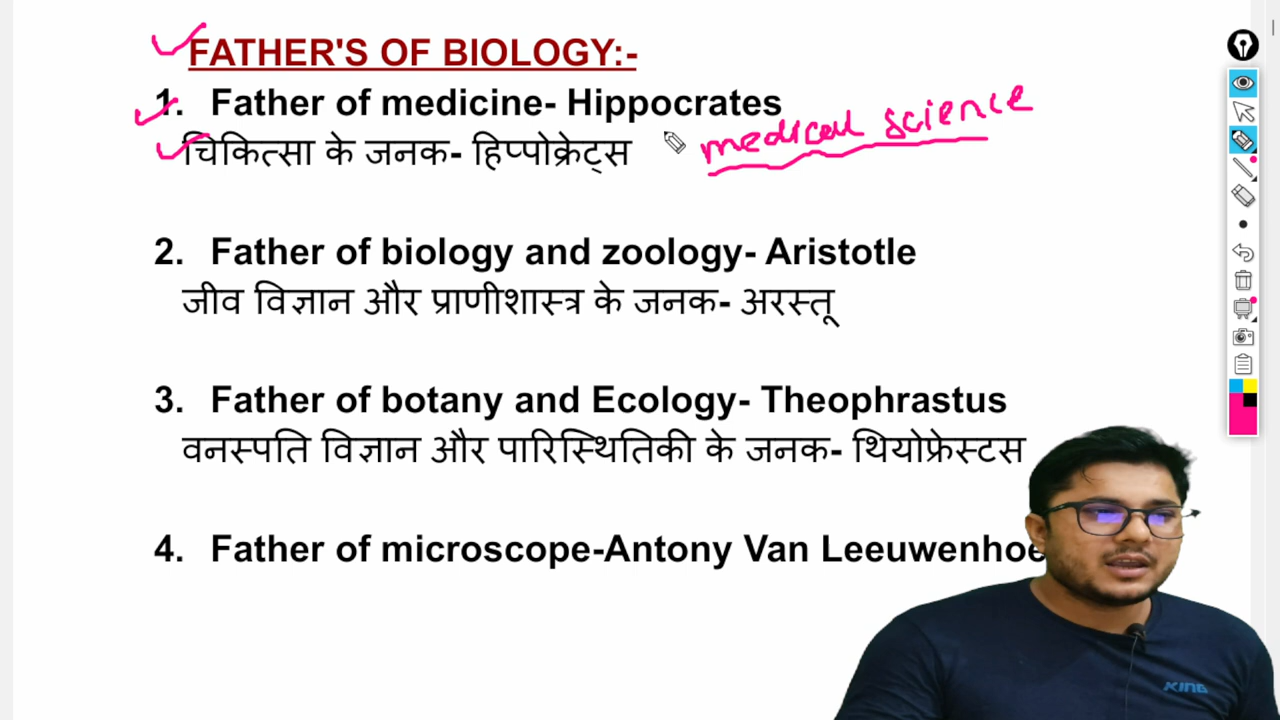 FATHER'S OF BIOLOGY:-
1. Father of medicine- Hippocrates
medical science
चिकित्सा के जनक- हिप्पोक्रेट्स
2. Father of biology and zoology- Aristotle
जीव विज्ञान और प्राणीशास्त्र के जनक- अरस्तू
3. Father of botany and Ecology- Theophrastus
वनस्पति विज्ञान और पारिस्थितिकी के जनक- थियोफ्रेस्टस
4. Father of microscope-Antony Van Leeuwenhoe
XING